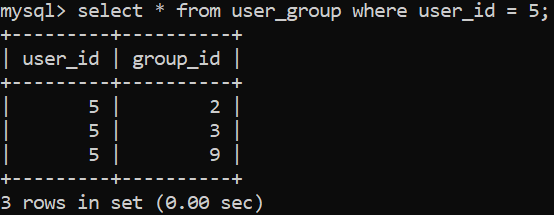 mysql> select * from user_group where user_id = 5;
+---------+----------+
| user_id | group_id |
+---------+----------+
|       5 |        2 |
|       5 |        3 |
|       5 |        9 |
+---------+----------+
3 rows in set (0.00 sec)